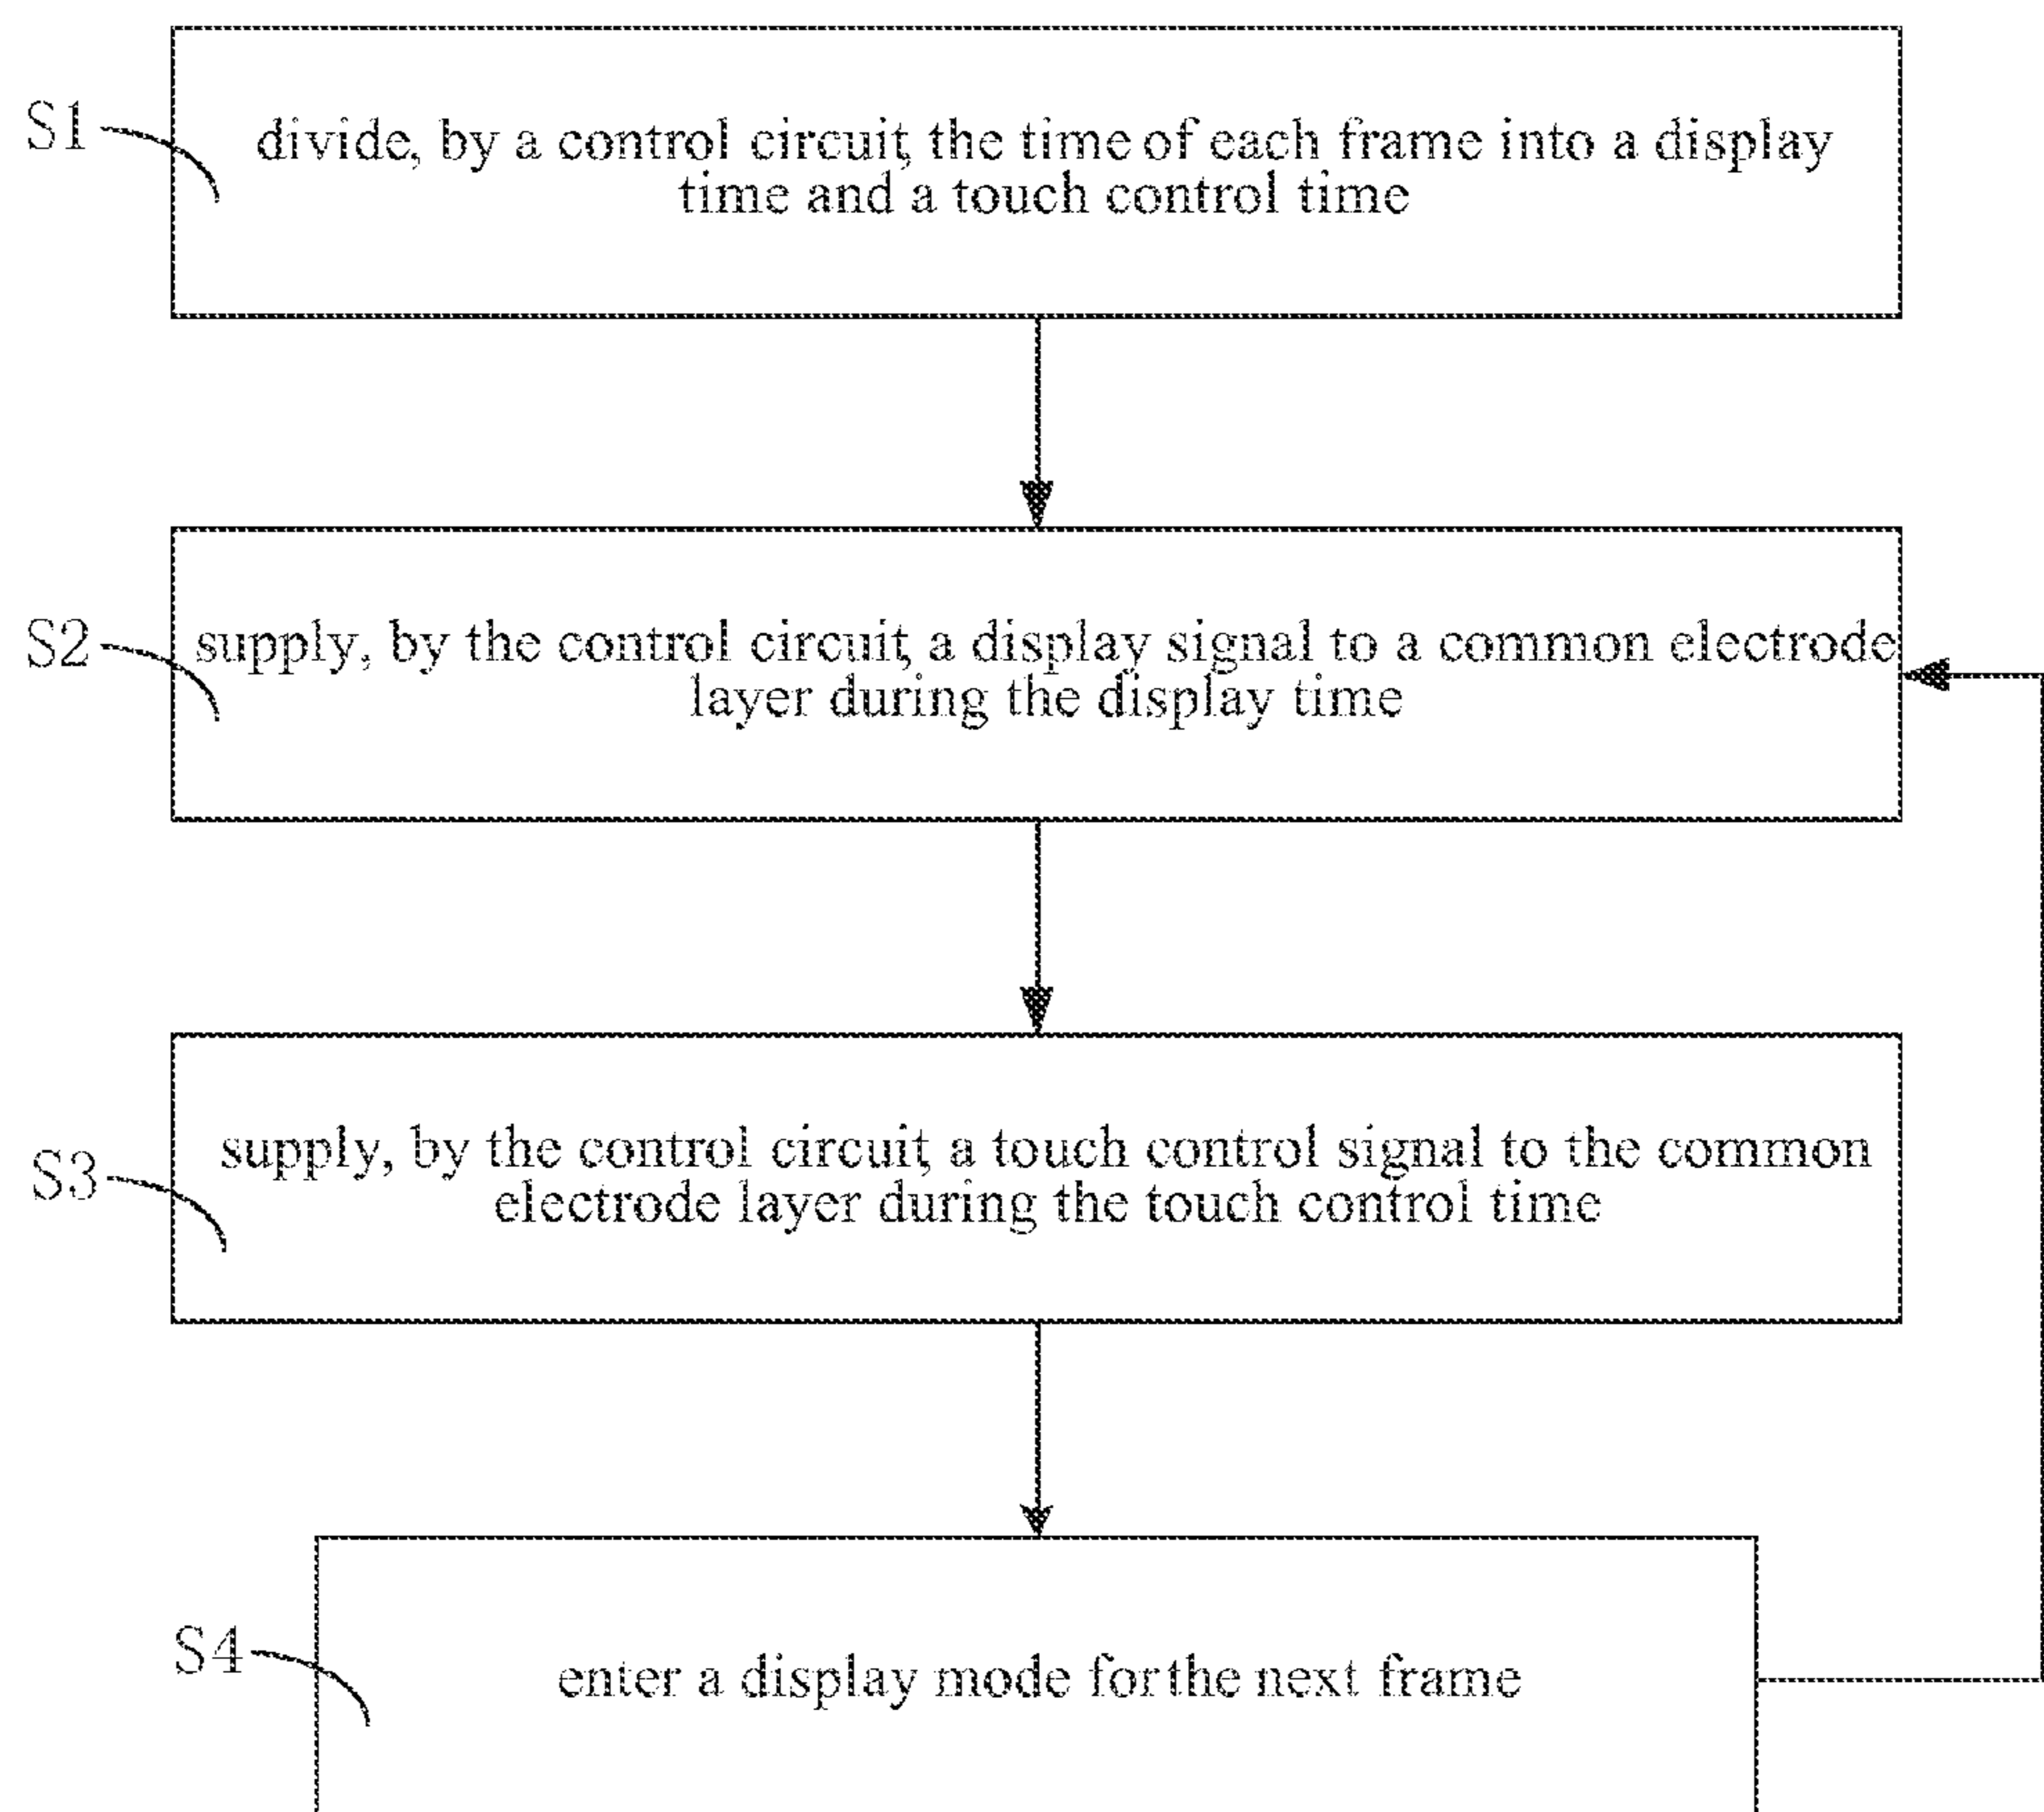 S1
divide, by a control circuit, the time of each frame into a display
time and a touch control time
S2
supply, by the control circuit, a display signal to a common electrode
layer during the display time
S3
supply, by the control circuit, a touch control signal to the common
electrode layer during the touch control time
S4
enter a display mode for the next frame